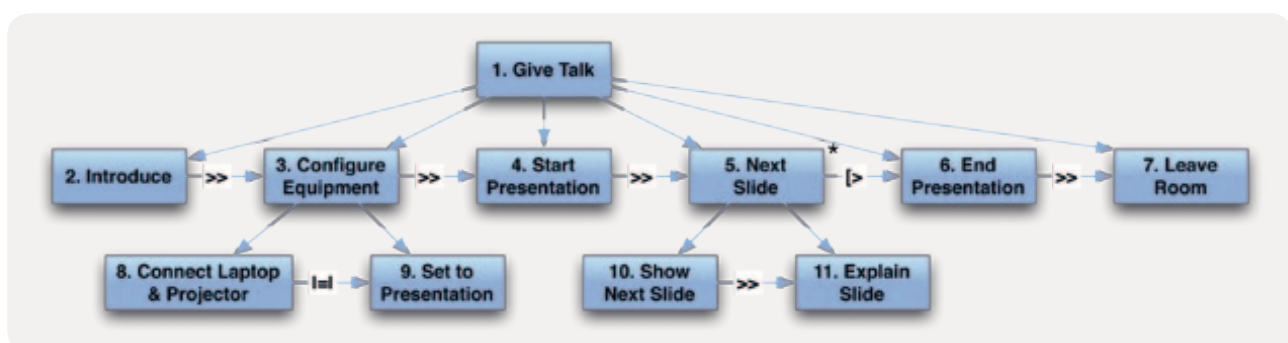 1. Give Talk
*
2. Introduce
>>
3. Configure
Equipment
>>
4. Start
Presentation
>>
5. Next
Slide
[>
6. End
Presentation
>>
7. Leave
Room
8. Connect Laptop
& Projector
|=|
9. Set to
Presentation
10. Show
Next Slide
>>
11. Explain
Slide